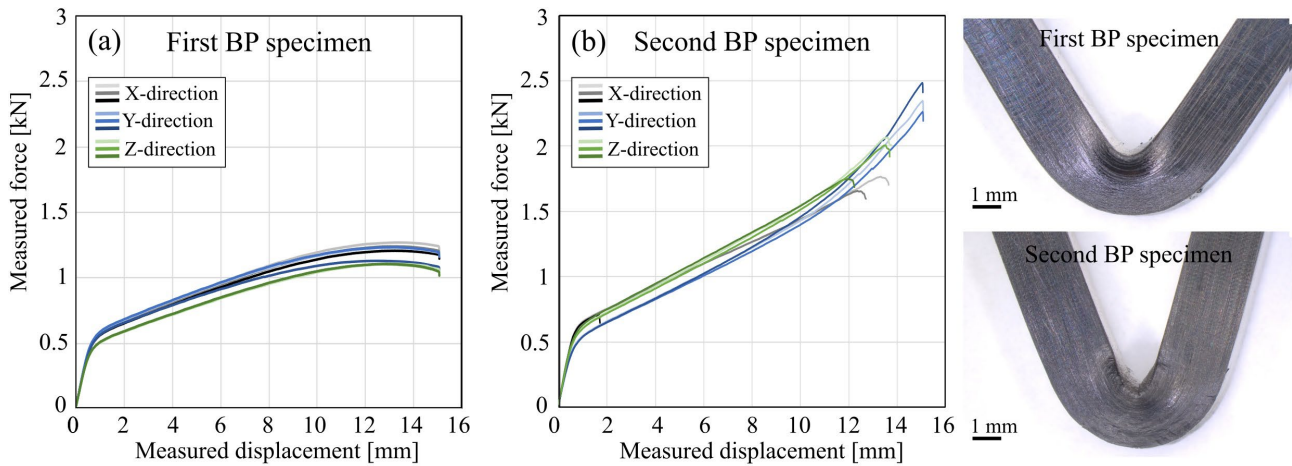 (a) First BP specimen
X-direction
Y-direction
Z-direction
Measured force [kN]
3
2.5
2
1.5
1
0.5
0
0 2 4 6 8 10 12 14 16
Measured displacement [mm]
(b) Second BP specimen
X-direction
Y-direction
Z-direction
Measured force [kN]
3
2.5
2
1.5
1
0.5
0
0 2 4 6 8 10 12 14 16
Measured displacement [mm]
First BP specimen
1 mm
Second BP specimen
1 mm